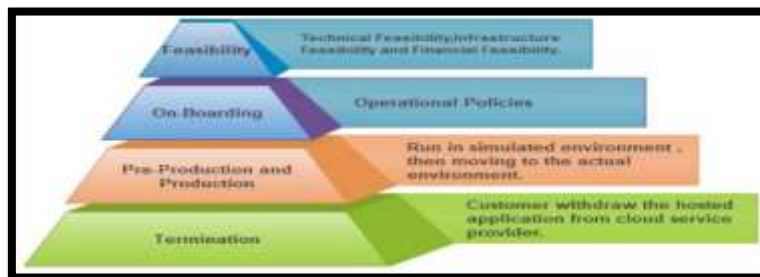 Feasibility
Technical Feasibility,Infrastructure
Feasibility and Financial Feasibility.
On-Boarding
Operational Policies
Pre-Production and
Production
Run in simulated environment ,
then moving to the actual
environment.
Termination
Customer withdraw the hosted
application from cloud service
provider.